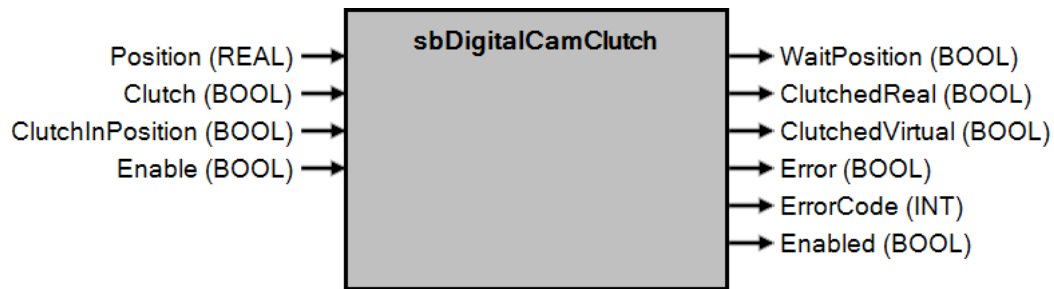 sbDigitalCamClutch
Position (REAL)
Clutch (BOOL)
ClutchInPosition (BOOL)
Enable (BOOL)
WaitPosition (BOOL)
ClutchedReal (BOOL)
ClutchedVirtual (BOOL)
Error (BOOL)
ErrorCode (INT)
Enabled (BOOL)